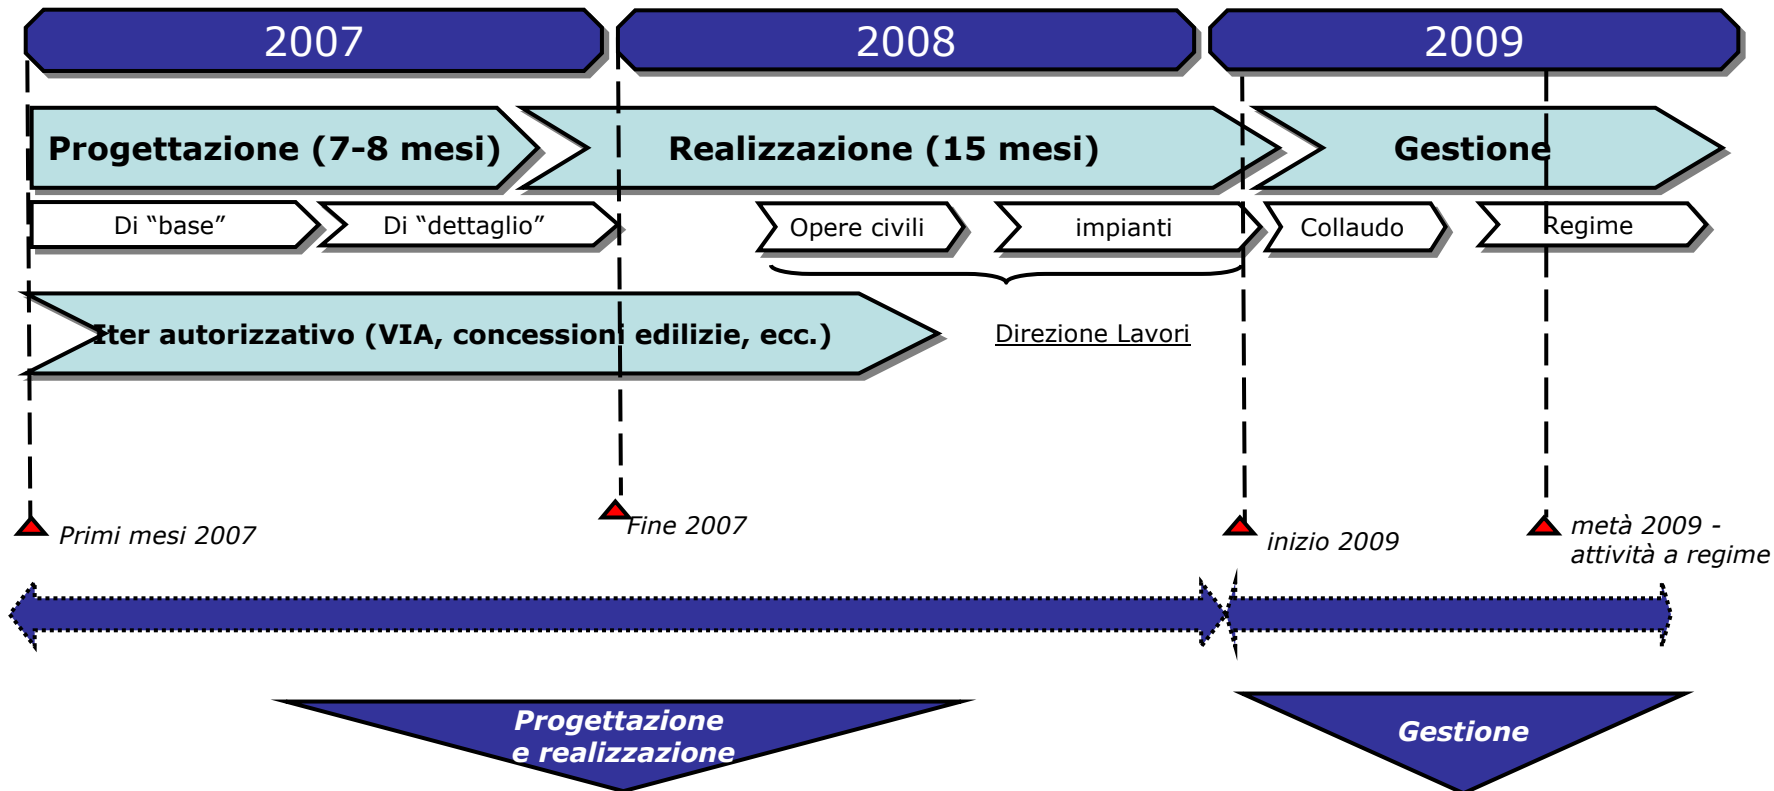 2007
2008
2009
Progettazione (7-8 mesi)
Realizzazione (15 mesi)
Gestione
Di “base”
Di “dettaglio”
Opere civili
impianti
Collaudo
Regime
Iter autorizzativo (VIA, concessioni edilizie, ecc.)
Direzione Lavori
Primi mesi 2007
Fine 2007
inizio 2009
metà 2009 -
attività a regime
Progettazione
e realizzazione
Gestione